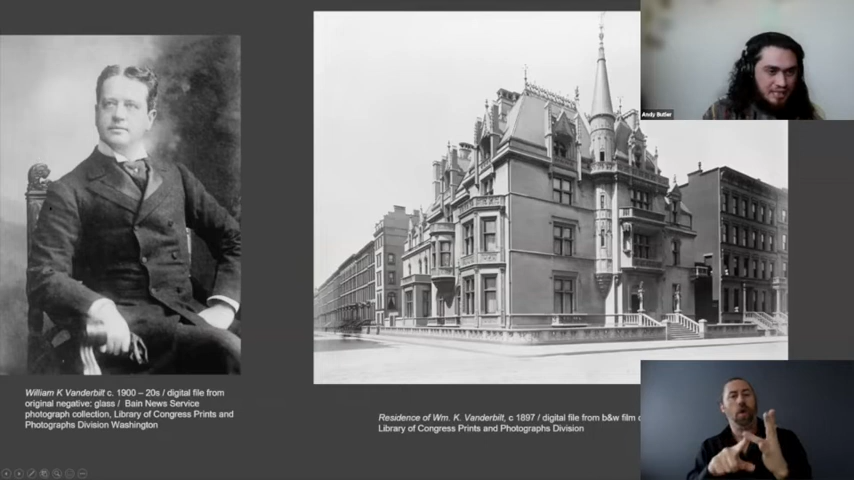 Andy Butler
William K Vanderbilt c. 1900 – 20s / digital file from
original negative: glass / Bain News Service
photograph collection, Library of Congress Prints and
Photographs Division Washington
Residence of Wm. K. Vanderbilt, c 1897 / digital file from b&w film
Library of Congress Prints and Photographs Division